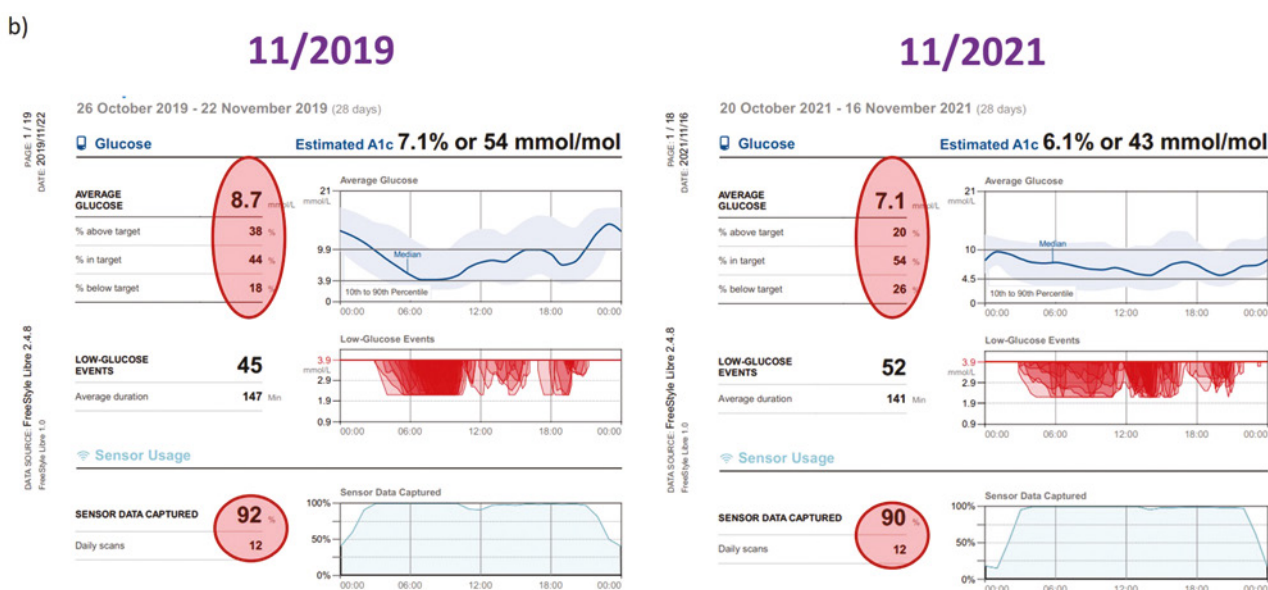 b)
11/2019
26 October 2019 - 22 November 2019 (28 days)
PAGE: 1 / 19
DATE: 2019/11/22
Glucose
Estimated A1c 7.1% or 54 mmol/mol
AVERAGE
GLUCOSE
8.7 mmol/L
% above target
38 %
% in target
44 %
% below target
18 %
Average Glucose
21
mmol/L
9.9
3.9
0
Median
10th to 90th Percentile
00:00 06:00 12:00 18:00 00:00
DATA SOURCE: FreeStyle Libre 2.4.8
FreeStyle Libre 1.0
LOW-GLUCOSE
EVENTS
45
Average duration
147 Min
Low-Glucose Events
3.9
mmol/L
2.9
1.9
0.9
00:00 06:00 12:00 18:00 00:00
Sensor Usage
SENSOR DATA CAPTURED
92 %
Daily scans
12
Sensor Data Captured
100%
50%
0%
00:00 06:00 12:00 18:00 00:00
11/2021
20 October 2021 - 16 November 2021 (28 days)
PAGE: 1 / 18
DATE: 2021/11/16
Glucose
Estimated A1c 6.1% or 43 mmol/mol
AVERAGE
GLUCOSE
7.1 mmol/L
% above target
20 %
% in target
54 %
% below target
26 %
Average Glucose
21
mmol/L
10
4.5
0
Median
10th to 90th Percentile
00:00 06:00 12:00 18:00 00:00
DATA SOURCE: FreeStyle Libre 2.4.8
FreeStyle Libre 1.0
LOW-GLUCOSE
EVENTS
52
Average duration
141 Min
Low-Glucose Events
3.9
mmol/L
2.9
1.9
0.9
00:00 06:00 12:00 18:00 00:00
Sensor Usage
SENSOR DATA CAPTURED
90 %
Daily scans
12
Sensor Data Captured
100%
50%
0%
00:00 06:00 12:00 18:00 00:00